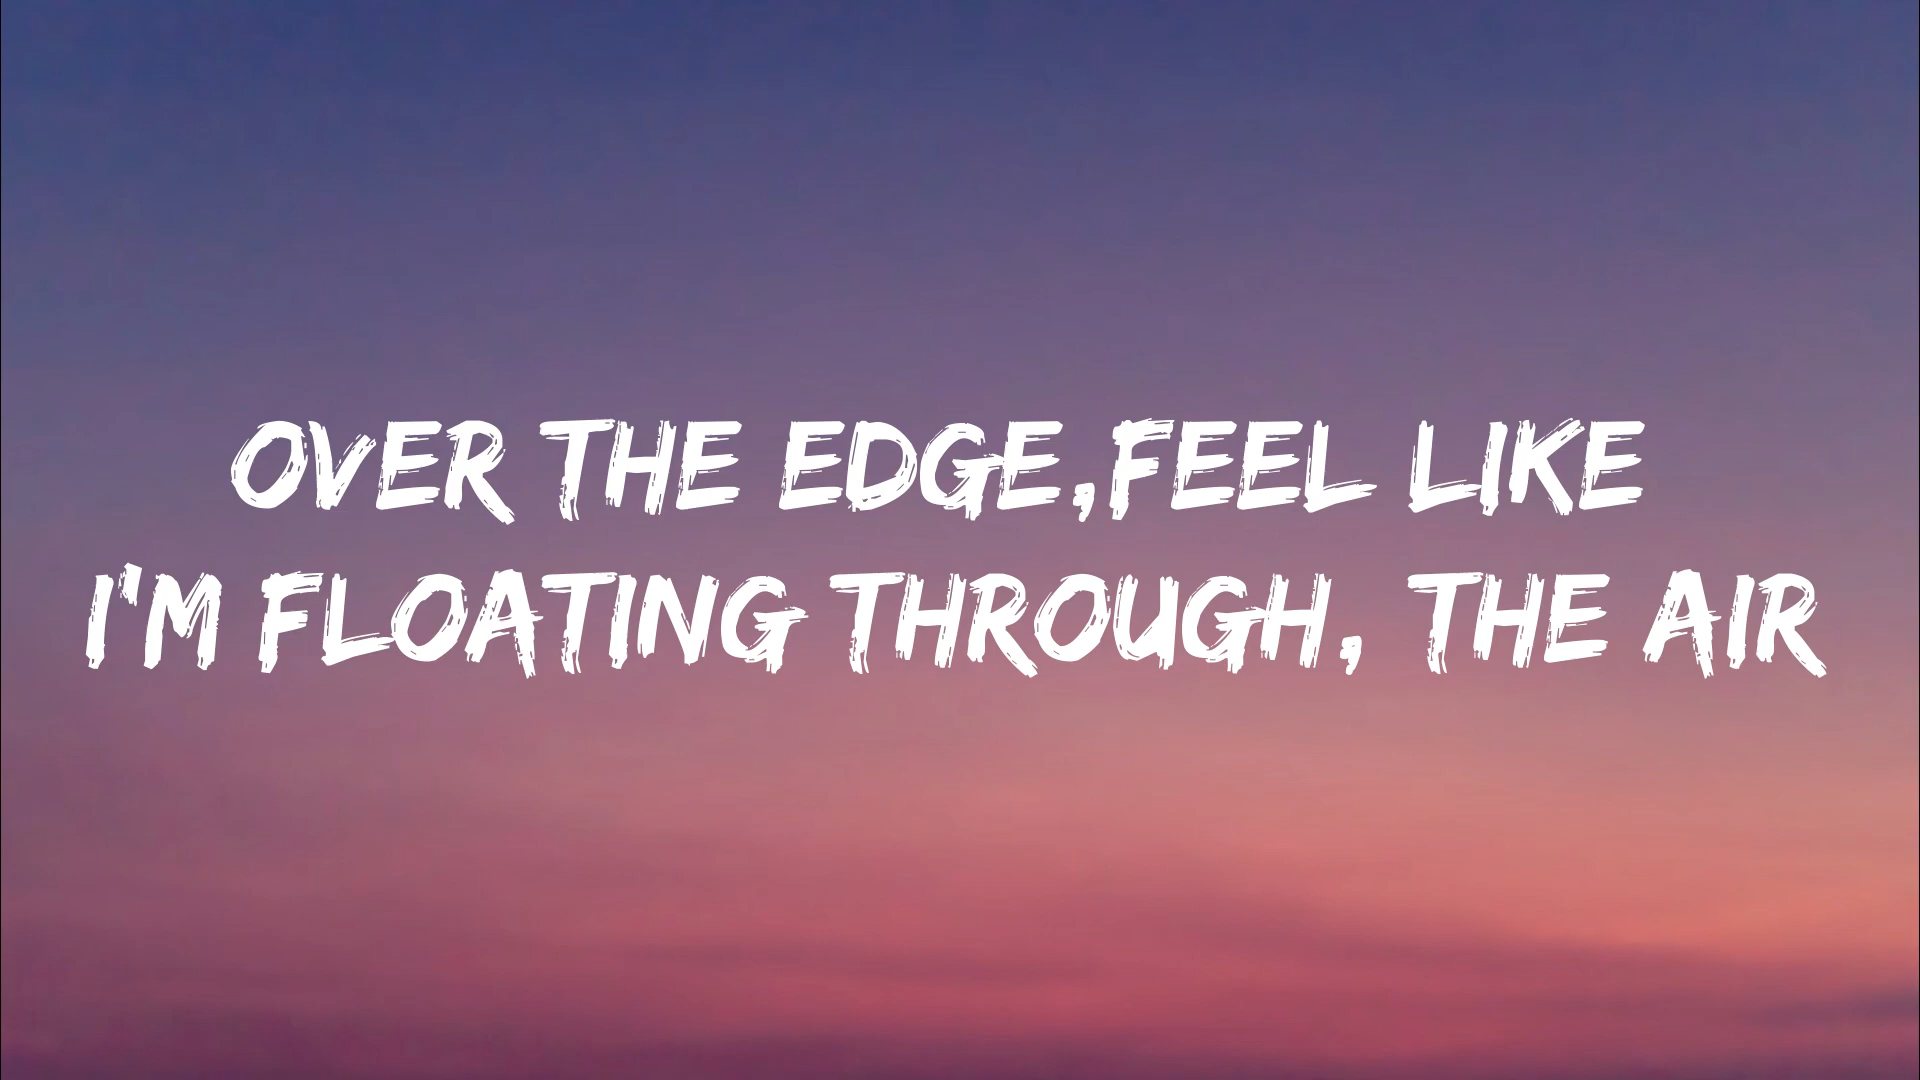 OVER THE EDGE,FEEL LIKE
I'M FLOATING THROUGH, THE AIR